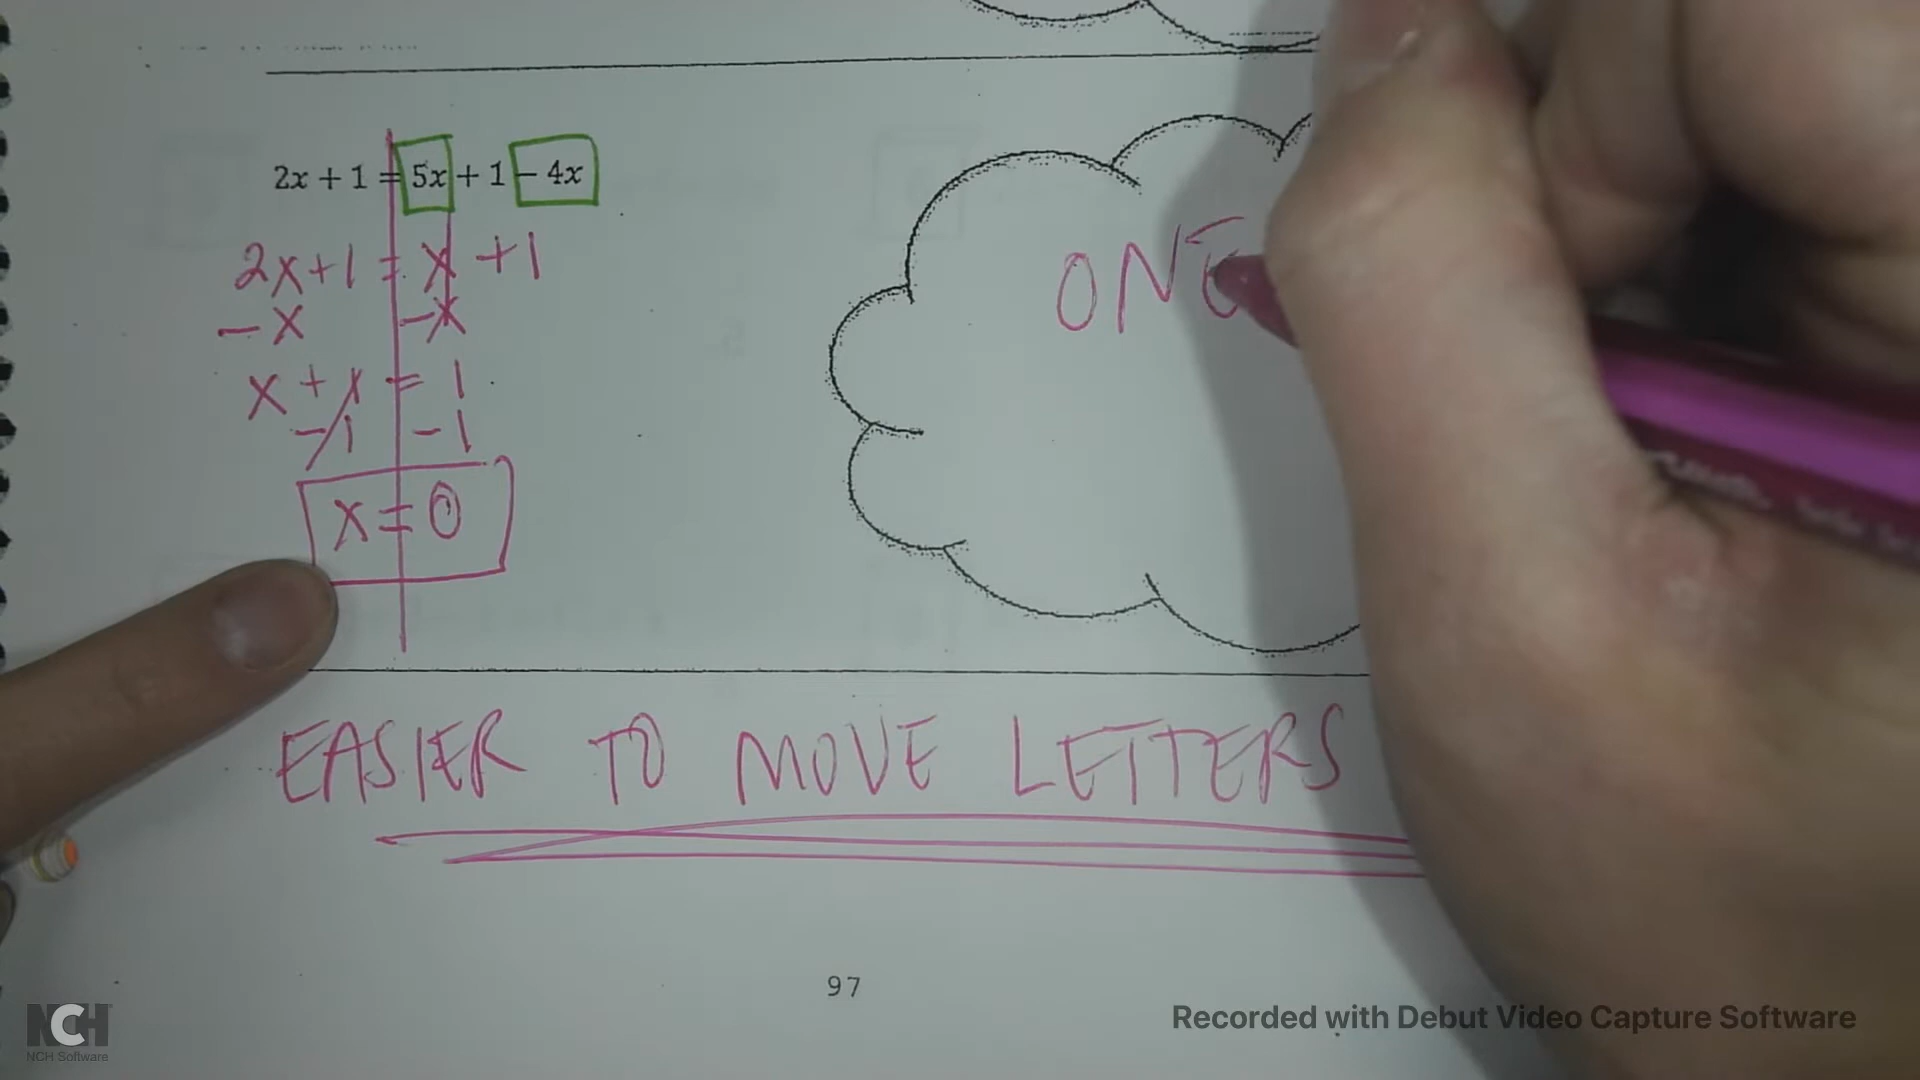 2x + 1 = 5x + 1 - 4x
2x+1 = x +1
-x -x
x + 1 = 1
-1 -1
x = 0
ONE
EASIER TO MOVE LETTERS
97
NCH
NCH Software
Recorded with Debut Video Capture Software